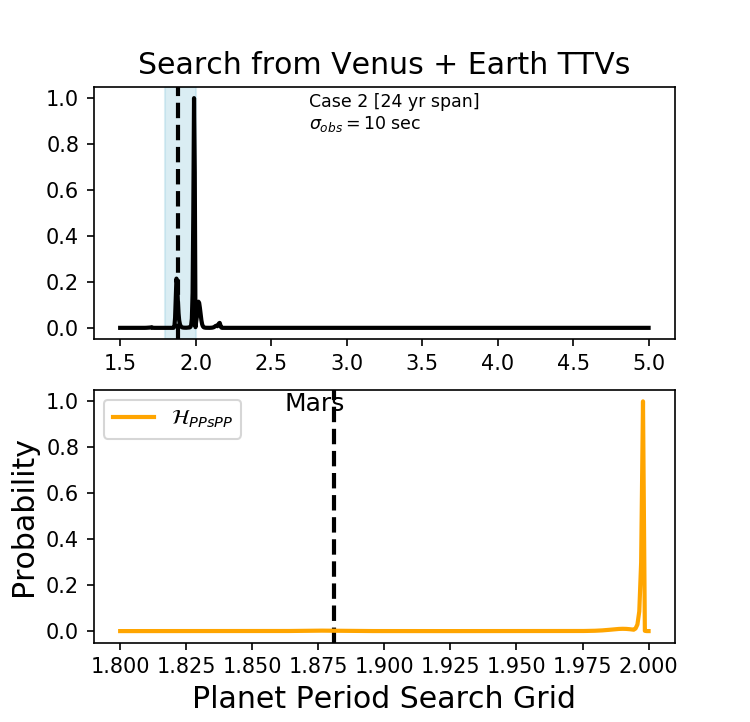 Search from Venus + Earth TTVs
Case 2 [24 yr span]
σ_obs = 10 sec
1.0
0.8
0.6
0.4
0.2
0.0
1.5 2.0 2.5 3.0 3.5 4.0 4.5 5.0
Mars
ℋ_PPsPP
1.0
0.8
0.6
0.4
0.2
0.0
Probability
1.800 1.825 1.850 1.875 1.900 1.925 1.950 1.975 2.000
Planet Period Search Grid